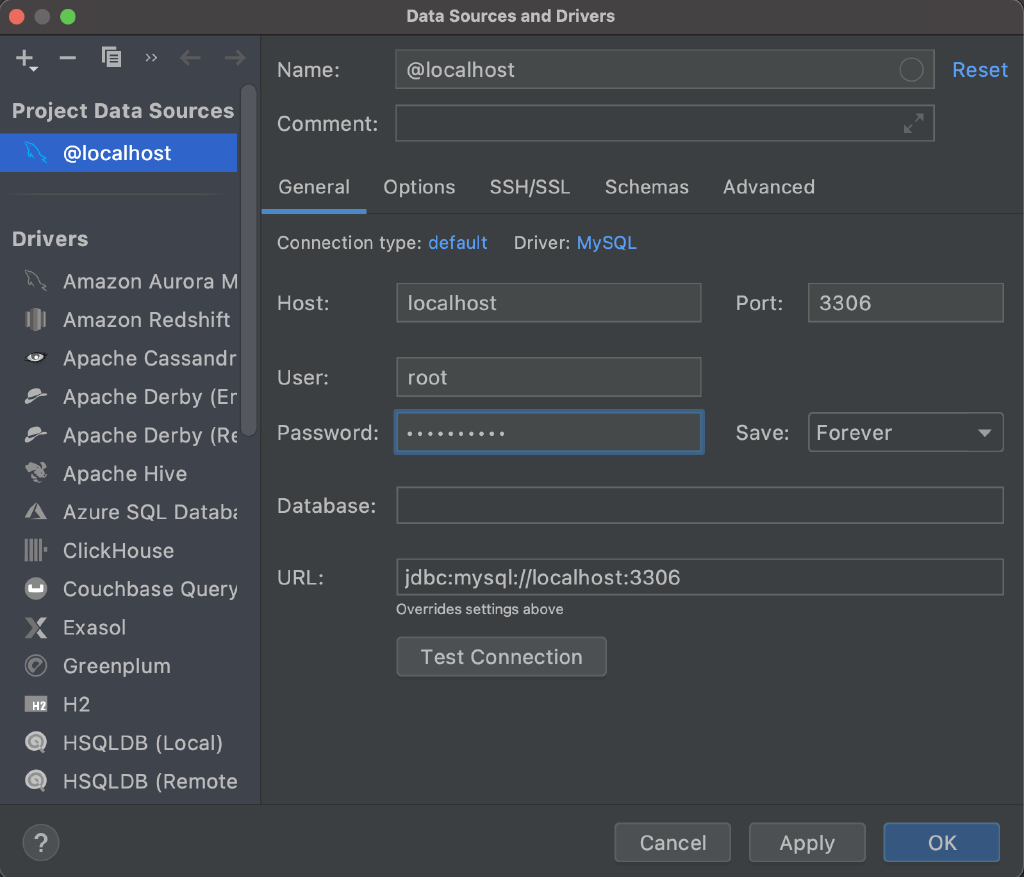 Data Sources and Drivers
Project Data Sources
@localhost
Drivers
Amazon Aurora M
Amazon Redshift
Apache Cassandr
Apache Derby (Er
Apache Derby (Re
Apache Hive
Azure SQL Databa
ClickHouse
Couchbase Query
Exasol
Greenplum
H2 H2
HSQLDB (Local)
HSQLDB (Remote
?
Name: @localhost Reset
Comment:
General Options SSH/SSL Schemas Advanced
Connection type: default Driver: MySQL
Host: localhost Port: 3306
User: root
Password: •••••••••• Save: Forever
Database:
URL: jdbc:mysql://localhost:3306
Overrides settings above
Test Connection
Cancel Apply OK